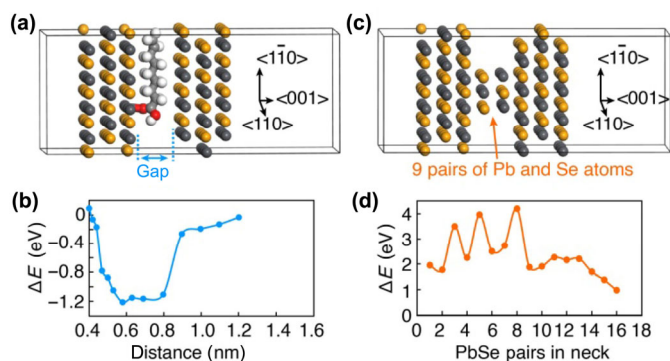 (a)
<11̄0>
<001>
<110>
Gap
(c)
<11̄0>
<001>
<110>
9 pairs of Pb and Se atoms
(b)
ΔE (eV)
0
−0.4
−0.8
−1.2
0.4 0.6 0.8 1.0 1.2 1.4 1.6
Distance (nm)
(d)
ΔE (eV)
4
3
2
1
0
0 2 4 6 8 10 12 14 16 18
PbSe pairs in neck